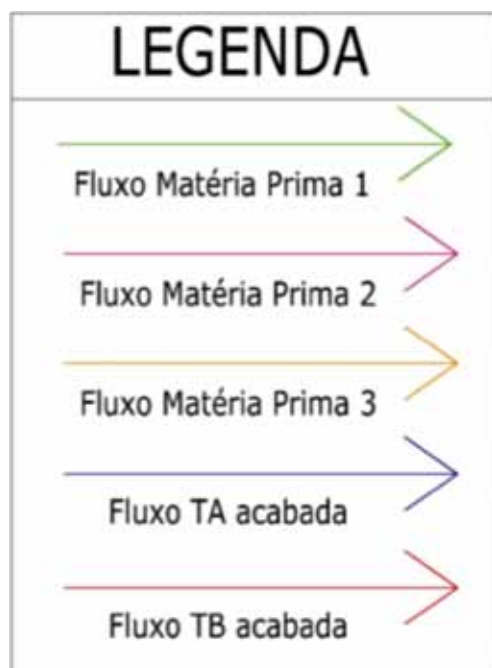 LEGENDA
Fluxo Matéria Prima 1
Fluxo Matéria Prima 2
Fluxo Matéria Prima 3
Fluxo TA acabada
Fluxo TB acabada